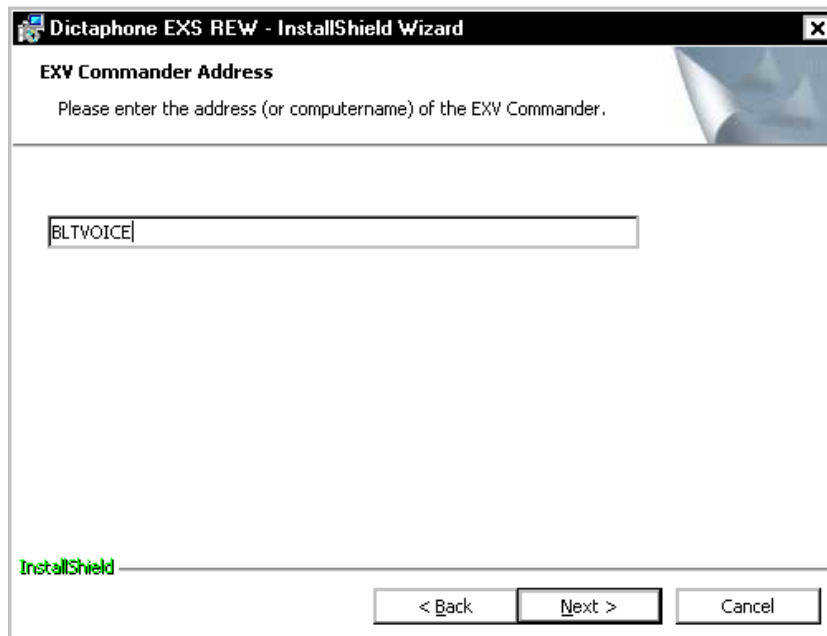 Dictaphone EXS REW - InstallShield Wizard
EXV Commander Address
Please enter the address (or computername) of the EXV Commander.
BLTVOICE
InstallShield
< Back
Next >
Cancel